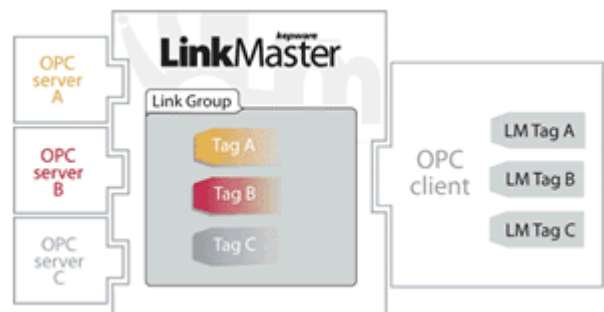 OPC
server
A
OPC
server
B
OPC
server
C
kepware
LinkMaster
Link Group
Tag A
Tag B
Tag C
OPC
client
LM Tag A
LM Tag B
LM Tag C